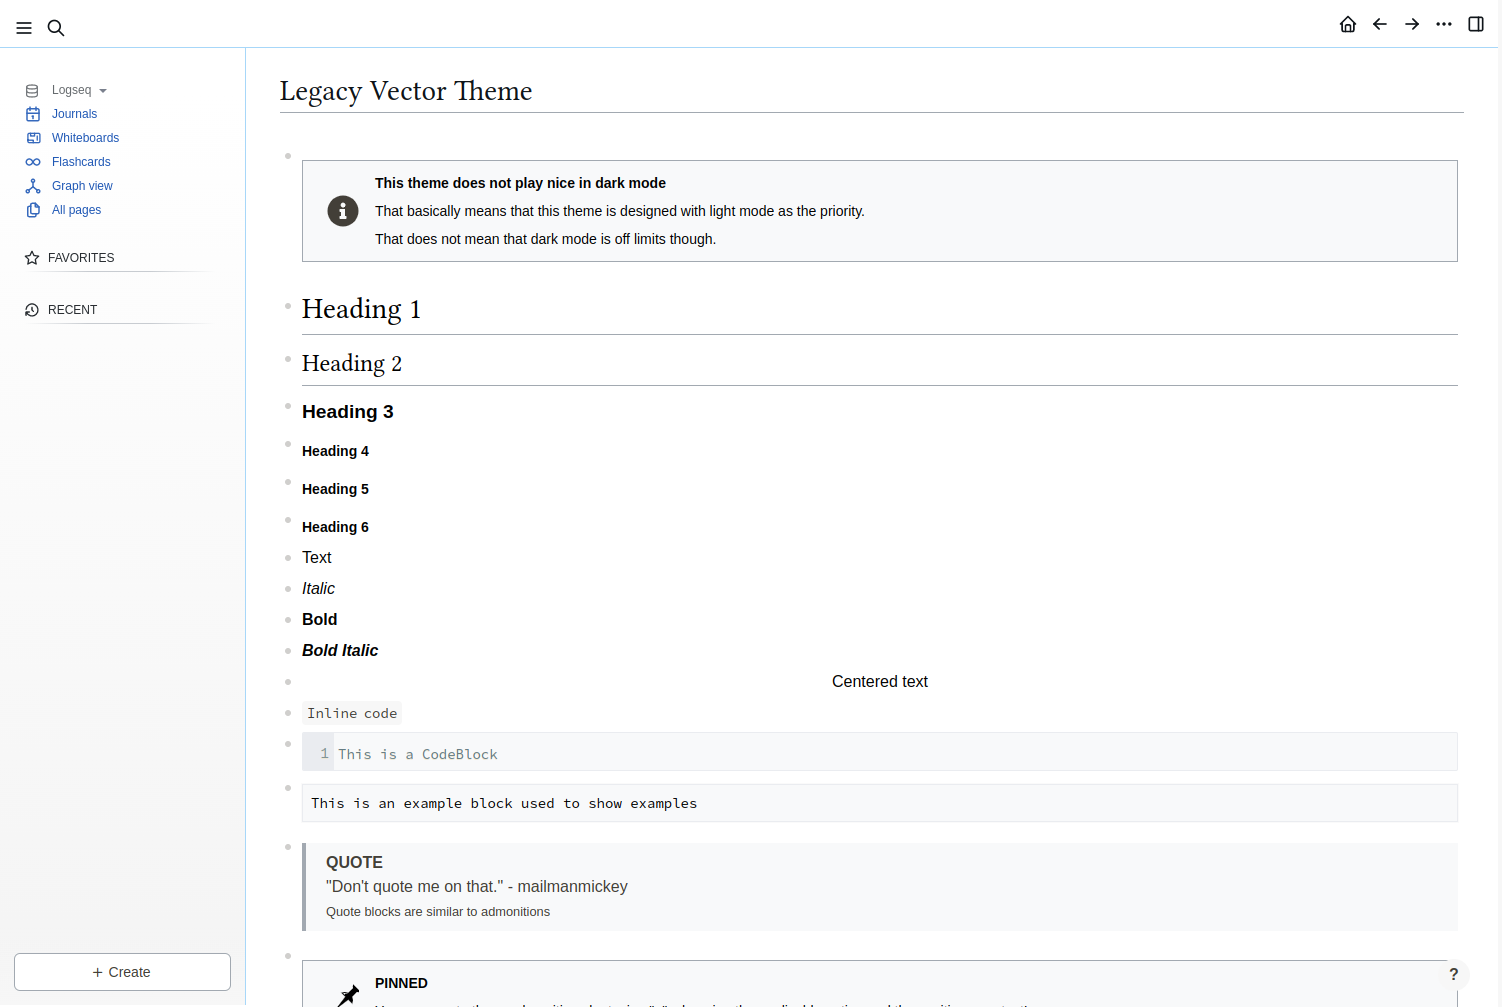 Logseq
Journals
Whiteboards
Flashcards
Graph view
All pages
FAVORITES
RECENT
+ Create
Legacy Vector Theme
This theme does not play nice in dark mode
That basically means that this theme is designed with light mode as the priority.
That does not mean that dark mode is off limits though.
Heading 1
Heading 2
Heading 3
Heading 4
Heading 5
Heading 6
Text
Italic
Bold
Bold Italic
Centered text
Inline code
1 This is a CodeBlock
This is an example block used to show examples
QUOTE
"Don't quote me on that." - mailmanmickey
Quote blocks are similar to admonitions
PINNED
?